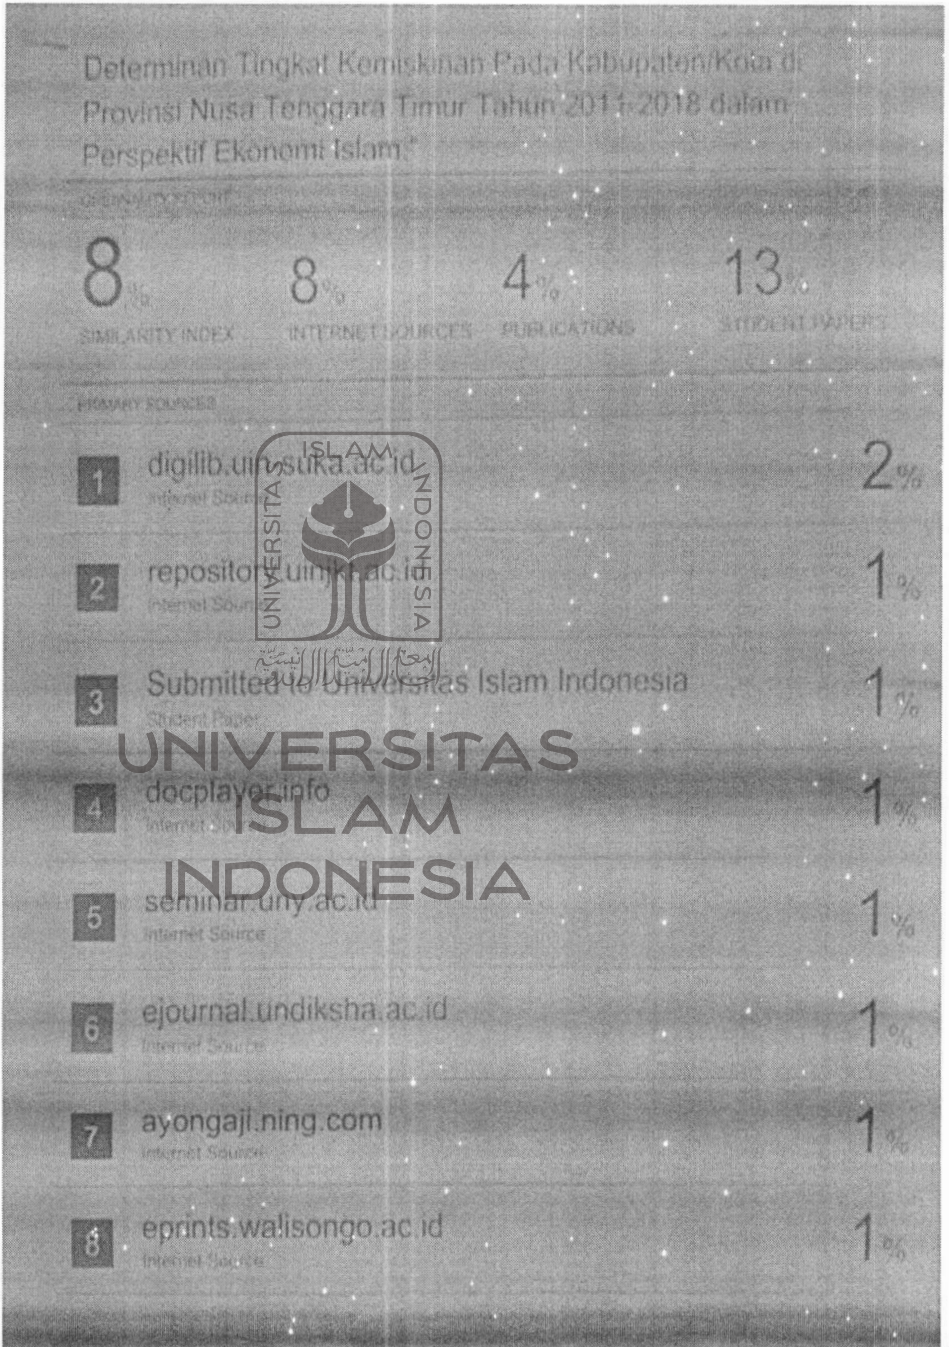 Determinan Tingkat Kemiskinan Pada Kabupaten/Kota di
Provinsi Nusa Tenggara Timur Tahun 2011-2018 dalam
Perspektif Ekonomi Islam."
ORIGINALITY REPORT
8% 8% 4% 13%
SIMILARITY INDEX INTERNET SOURCES PUBLICATIONS STUDENT PAPERS
PRIMARY SOURCES
1 digilib.uin-suka.ac.id 2%
Internet Source
2 repository.uinjkt.ac.id 1%
Internet Source
3 Submitted to Universitas Islam Indonesia 1%
Student Paper
4 docplayer.info 1%
Internet Source
5 seminar.uny.ac.id 1%
Internet Source
6 ejournal.undiksha.ac.id 1%
Internet Source
7 ayongaji.ning.com 1%
Internet Source
8 eprints.walisongo.ac.id 1%
Internet Source
UNIVERSITAS
ISLAM
INDONESIA
UNIVERSITAS
ISLAM
INDONESIA